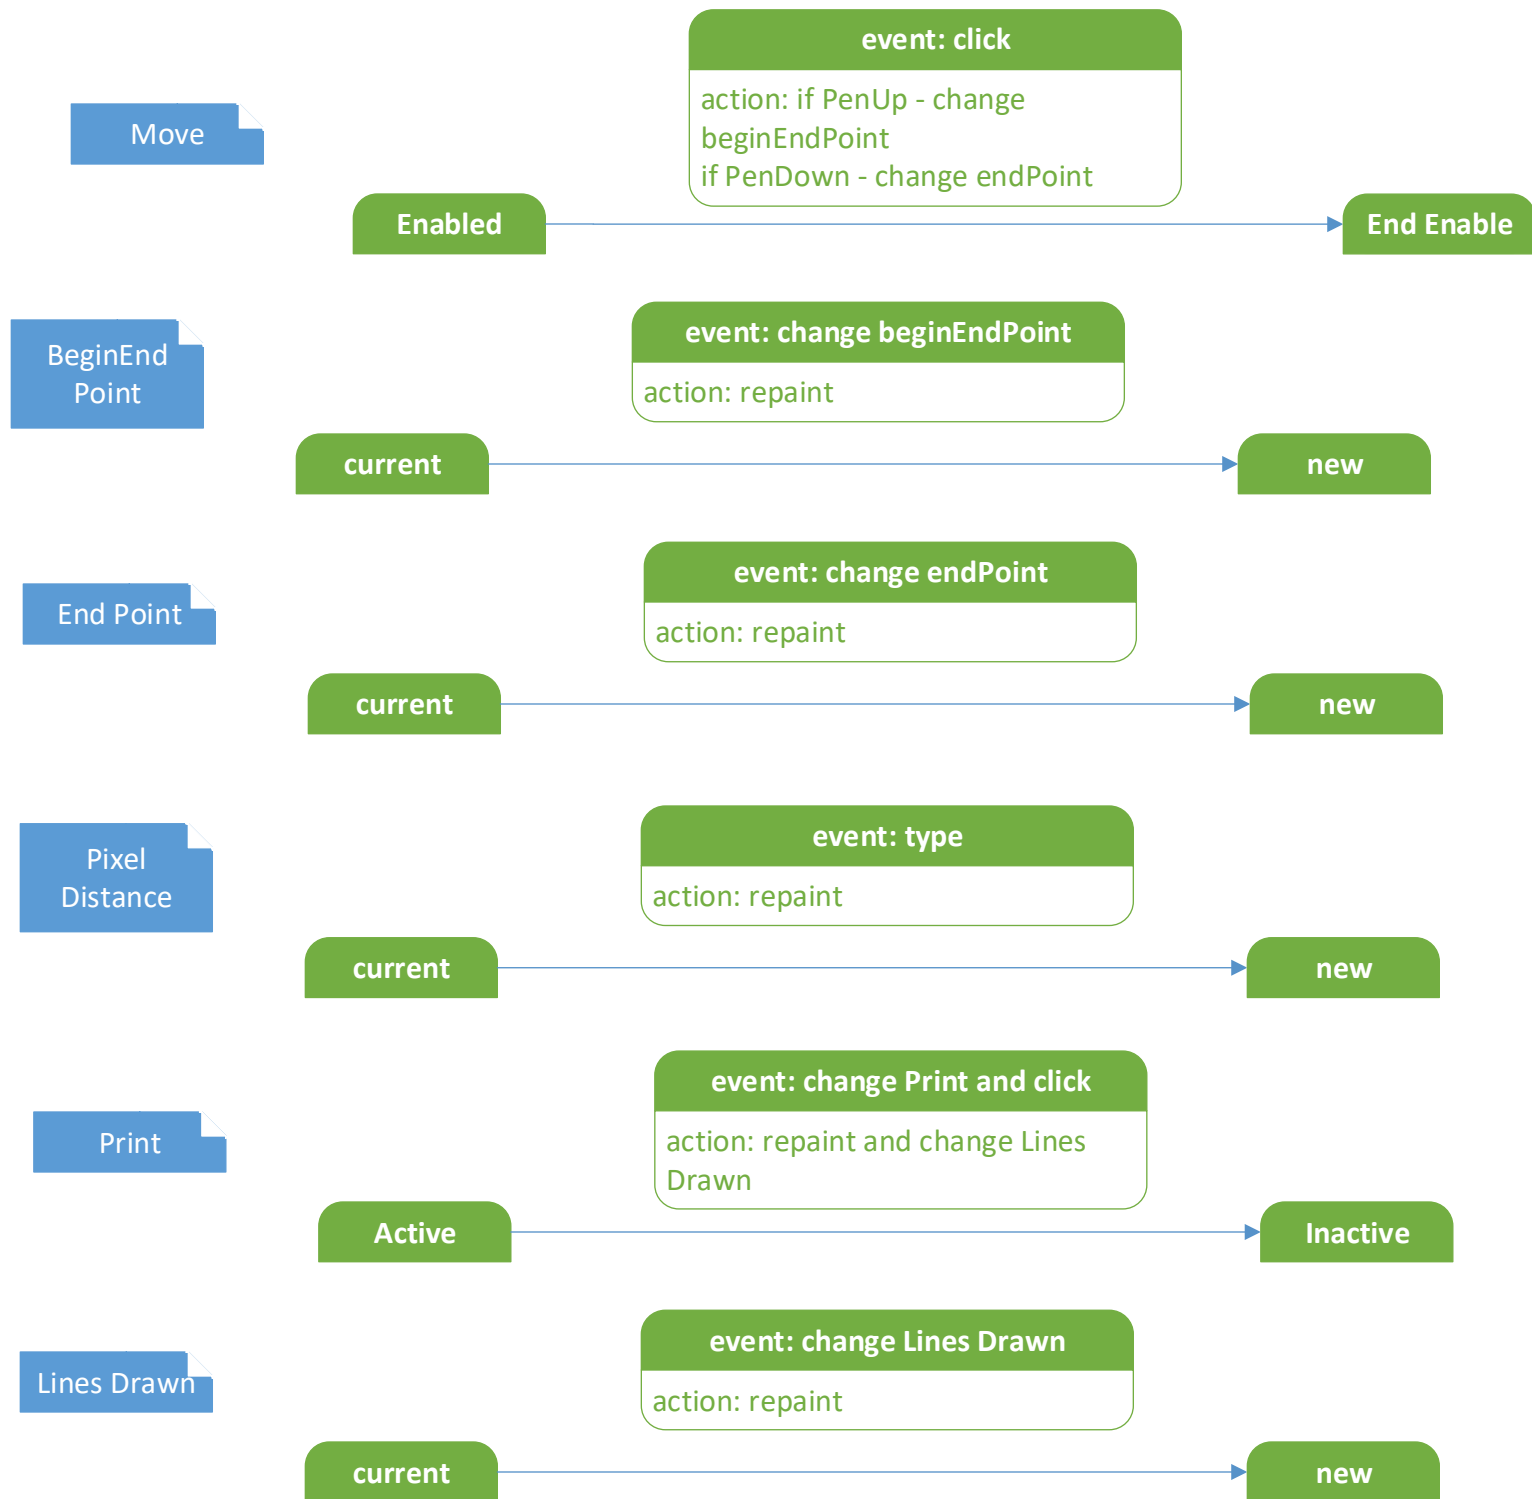 event: click
action: if PenUp - change
beginEndPoint
if PenDown - change endPoint
Move
Enabled
End Enable
event: change beginEndPoint
action: repaint
BeginEnd
Point
current
new
event: change endPoint
action: repaint
End Point
current
new
event: type
action: repaint
Pixel
Distance
current
new
event: change Print and click
action: repaint and change Lines
Drawn
Print
Active
Inactive
event: change Lines Drawn
action: repaint
Lines Drawn
current
new